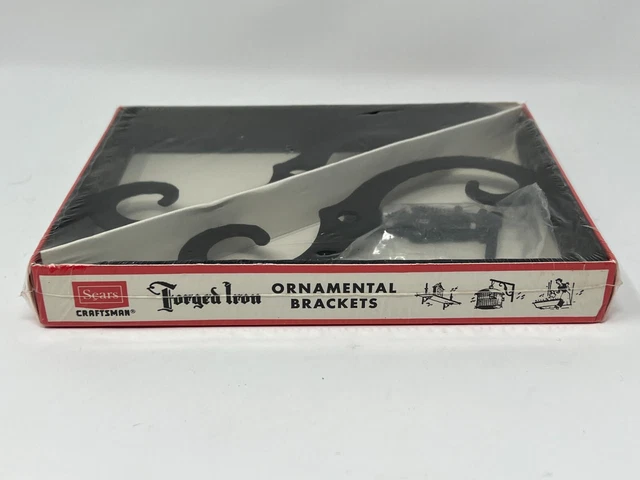 Sears
CRAFTSMAN®
Forged Iron
ORNAMENTAL
BRACKETS